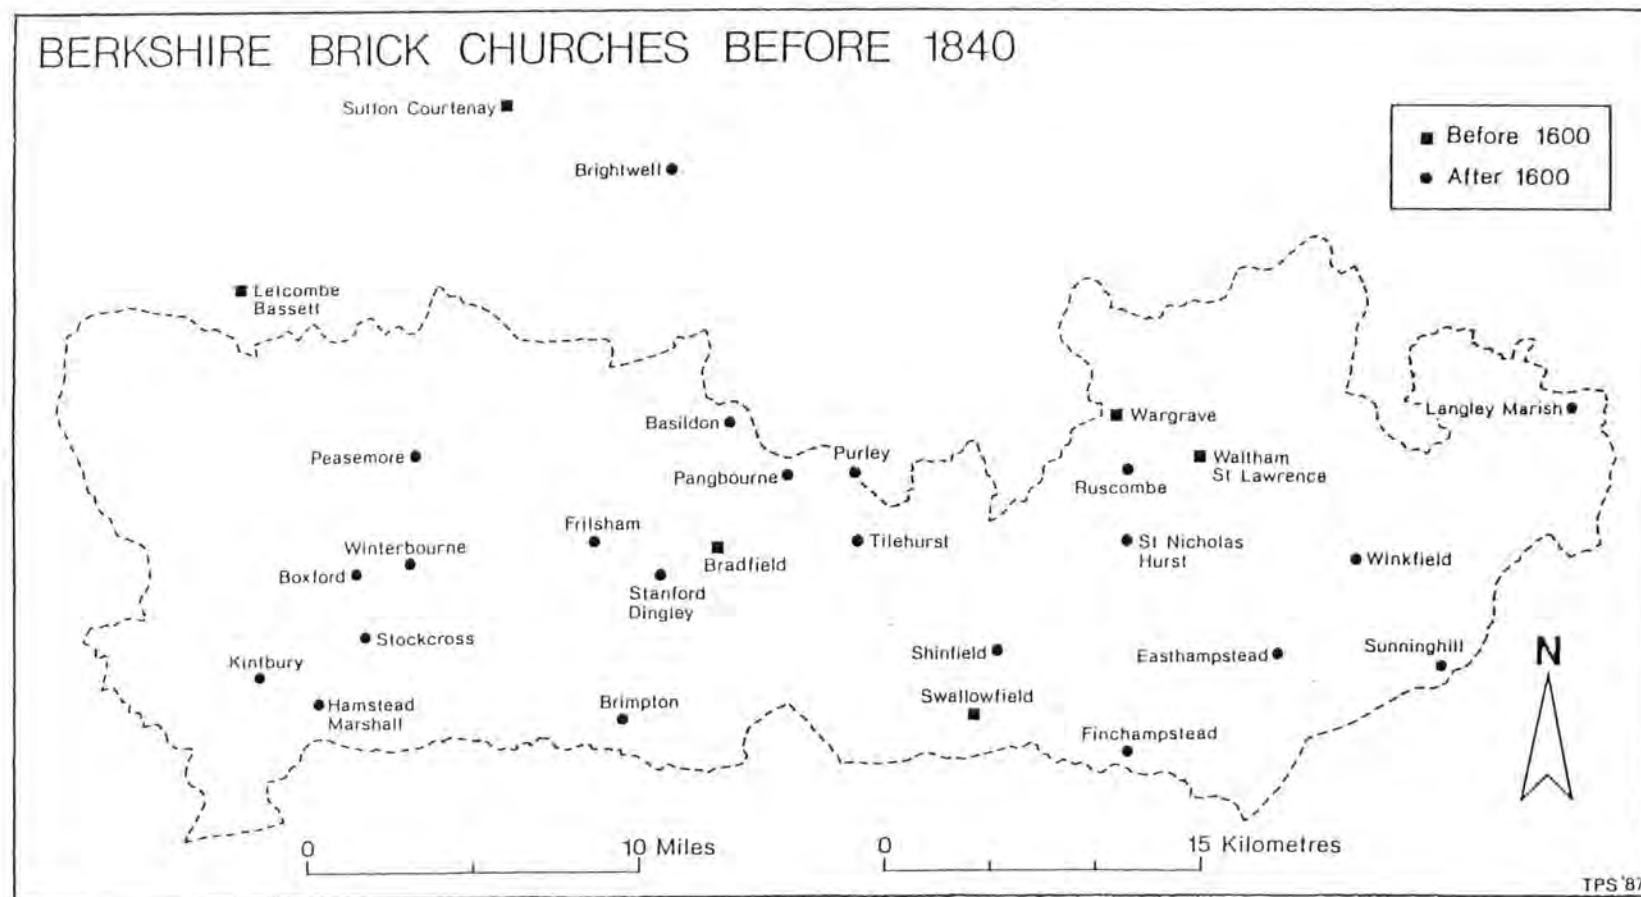 BERKSHIRE BRICK CHURCHES BEFORE 1840
Sutton Courtenay
Before 1600
After 1600
Brightwell
Letcombe
Bassett
Basildon
Wargrave
Langley Marish
Peasemore
Pangbourne
Purley
Ruscombe
Waltham
St Lawrence
Frilsham
Winterbourne
Boxford
Bradfield
Stanford
Dingley
Tilehurst
St Nicholas
Hurst
Winkfield
Stockcross
Kintbury
Hamstead
Marshall
Brimpton
Shinfield
Swallowfield
Easthampstead
Sunninghill
Finchampstead
N
0 10 Miles
0 15 Kilometres
TPS '87